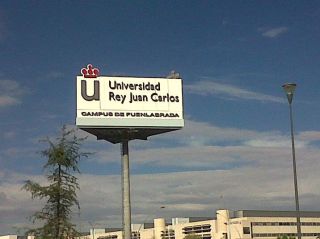 u Universidad
Rey Juan Carlos
CAMPUS DE FUENLABRADA